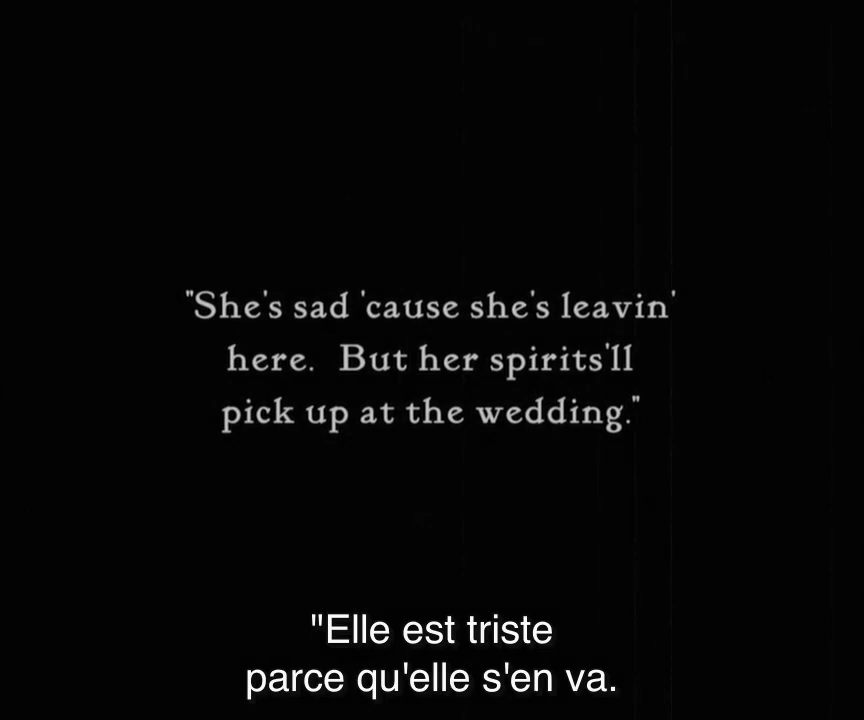 "She's sad 'cause she's leavin'
here. But her spirits'll
pick up at the wedding."
"Elle est triste
parce qu'elle s'en va.